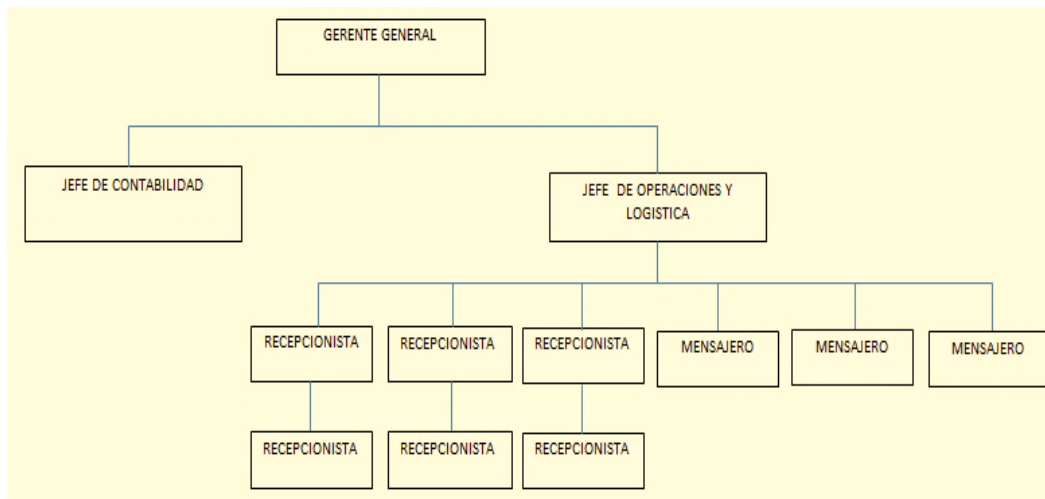 GERENTE GENERAL
JEFE DE CONTABILIDAD
JEFE DE OPERACIONES Y
LOGISTICA
RECEPCIONISTA
RECEPCIONISTA
RECEPCIONISTA
MENSAJERO
MENSAJERO
MENSAJERO
RECEPCIONISTA
RECEPCIONISTA
RECEPCIONISTA